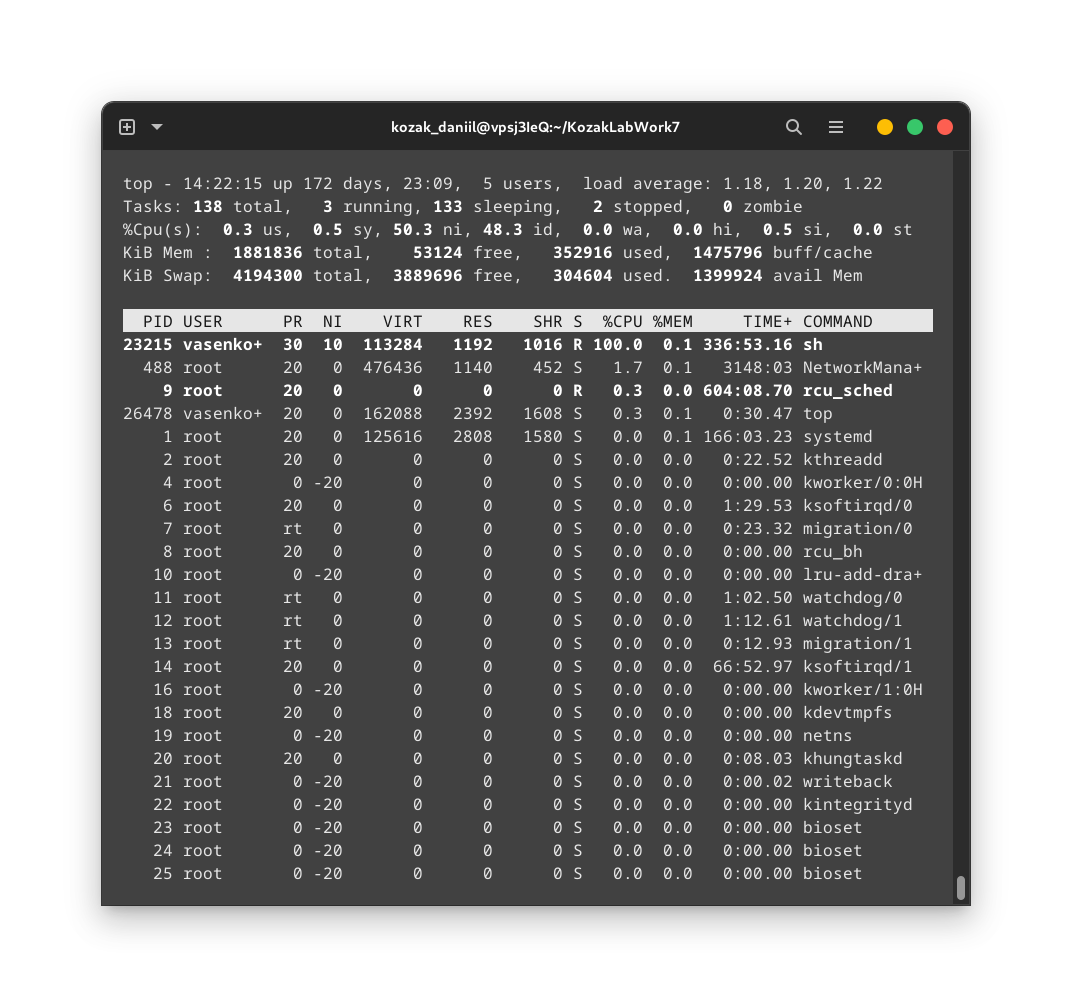 kozak_daniil@vpsj3IeQ:~/KozakLabWork7
top - 14:22:15 up 172 days, 23:09,  5 users,  load average: 1.18, 1.20, 1.22
Tasks: 138 total,   3 running, 133 sleeping,   2 stopped,   0 zombie
%Cpu(s):  0.3 us,  0.5 sy, 50.3 ni, 48.3 id,  0.0 wa,  0.0 hi,  0.5 si,  0.0 st
KiB Mem :  1881836 total,    53124 free,   352916 used,  1475796 buff/cache
KiB Swap:  4194300 total,  3889696 free,   304604 used.  1399924 avail Mem
  PID USER      PR  NI    VIRT    RES    SHR S  %CPU %MEM     TIME+ COMMAND
23215 vasenko+  30  10  113284   1192   1016 R 100.0  0.1 336:53.16 sh
  488 root      20   0  476436   1140    452 S   1.7  0.1   3148:03 NetworkMana+
    9 root      20   0       0      0      0 R   0.3  0.0 604:08.70 rcu_sched
26478 vasenko+  20   0  162088   2392   1608 S   0.3  0.1   0:30.47 top
    1 root      20   0  125616   2808   1580 S   0.0  0.1 166:03.23 systemd
    2 root      20   0       0      0      0 S   0.0  0.0   0:22.52 kthreadd
    4 root       0 -20       0      0      0 S   0.0  0.0   0:00.00 kworker/0:0H
    6 root      20   0       0      0      0 S   0.0  0.0   1:29.53 ksoftirqd/0
    7 root      rt   0       0      0      0 S   0.0  0.0   0:23.32 migration/0
    8 root      20   0       0      0      0 S   0.0  0.0   0:00.00 rcu_bh
   10 root       0 -20       0      0      0 S   0.0  0.0   0:00.00 lru-add-dra+
   11 root      rt   0       0      0      0 S   0.0  0.0   1:02.50 watchdog/0
   12 root      rt   0       0      0      0 S   0.0  0.0   1:12.61 watchdog/1
   13 root      rt   0       0      0      0 S   0.0  0.0   0:12.93 migration/1
   14 root      20   0       0      0      0 S   0.0  0.0  66:52.97 ksoftirqd/1
   16 root       0 -20       0      0      0 S   0.0  0.0   0:00.00 kworker/1:0H
   18 root      20   0       0      0      0 S   0.0  0.0   0:00.00 kdevtmpfs
   19 root       0 -20       0      0      0 S   0.0  0.0   0:00.00 netns
   20 root      20   0       0      0      0 S   0.0  0.0   0:08.03 khungtaskd
   21 root       0 -20       0      0      0 S   0.0  0.0   0:00.02 writeback
   22 root       0 -20       0      0      0 S   0.0  0.0   0:00.00 kintegrityd
   23 root       0 -20       0      0      0 S   0.0  0.0   0:00.00 bioset
   24 root       0 -20       0      0      0 S   0.0  0.0   0:00.00 bioset
   25 root       0 -20       0      0      0 S   0.0  0.0   0:00.00 bioset